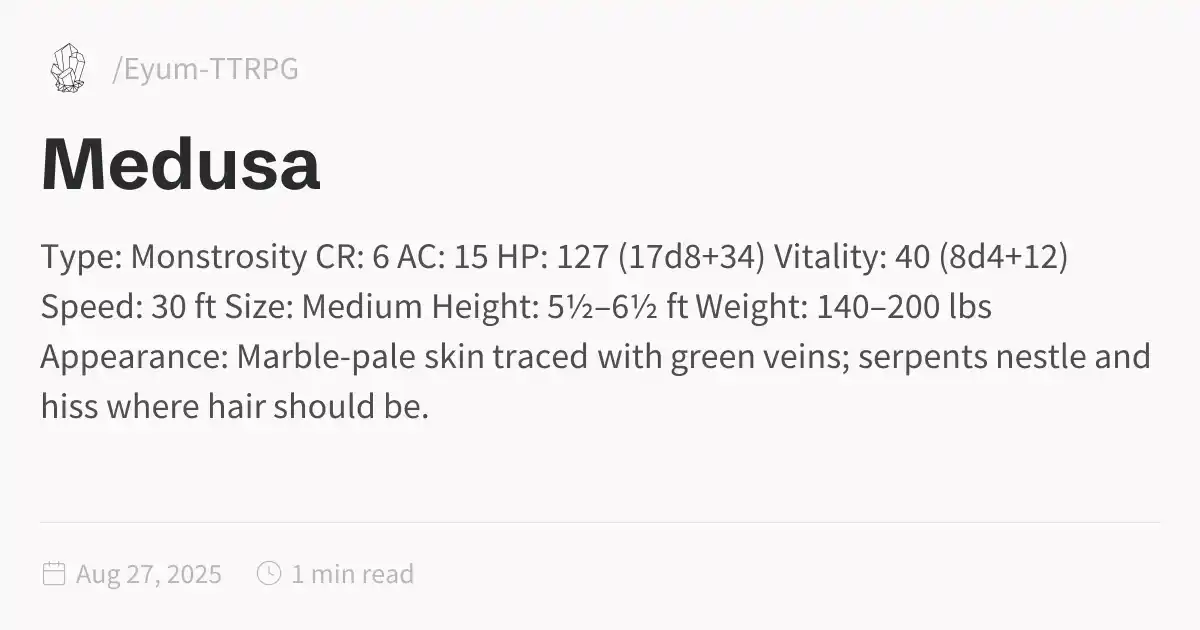 /Eyum-TTRPG
Medusa
Type: Monstrosity CR: 6 AC: 15 HP: 127 (17d8+34) Vitality: 40 (8d4+12)
Speed: 30 ft Size: Medium Height: 5½–6½ ft Weight: 140–200 lbs
Appearance: Marble-pale skin traced with green veins; serpents nestle and
hiss where hair should be.
Aug 27, 2025 1 min read